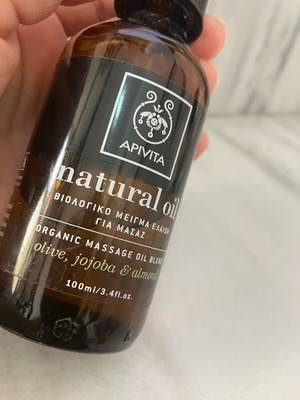 APIVITA
natural oil
ΒΙΟΛΟΓΙΚΟ ΜΕΙΓΜΑ ΕΛΑΙΩΝ
ΓΙΑ ΜΑΣΑΖ
ORGANIC MASSAGE OIL BLEND
olive, jojoba & almond
100ml/3.4fl.oz.